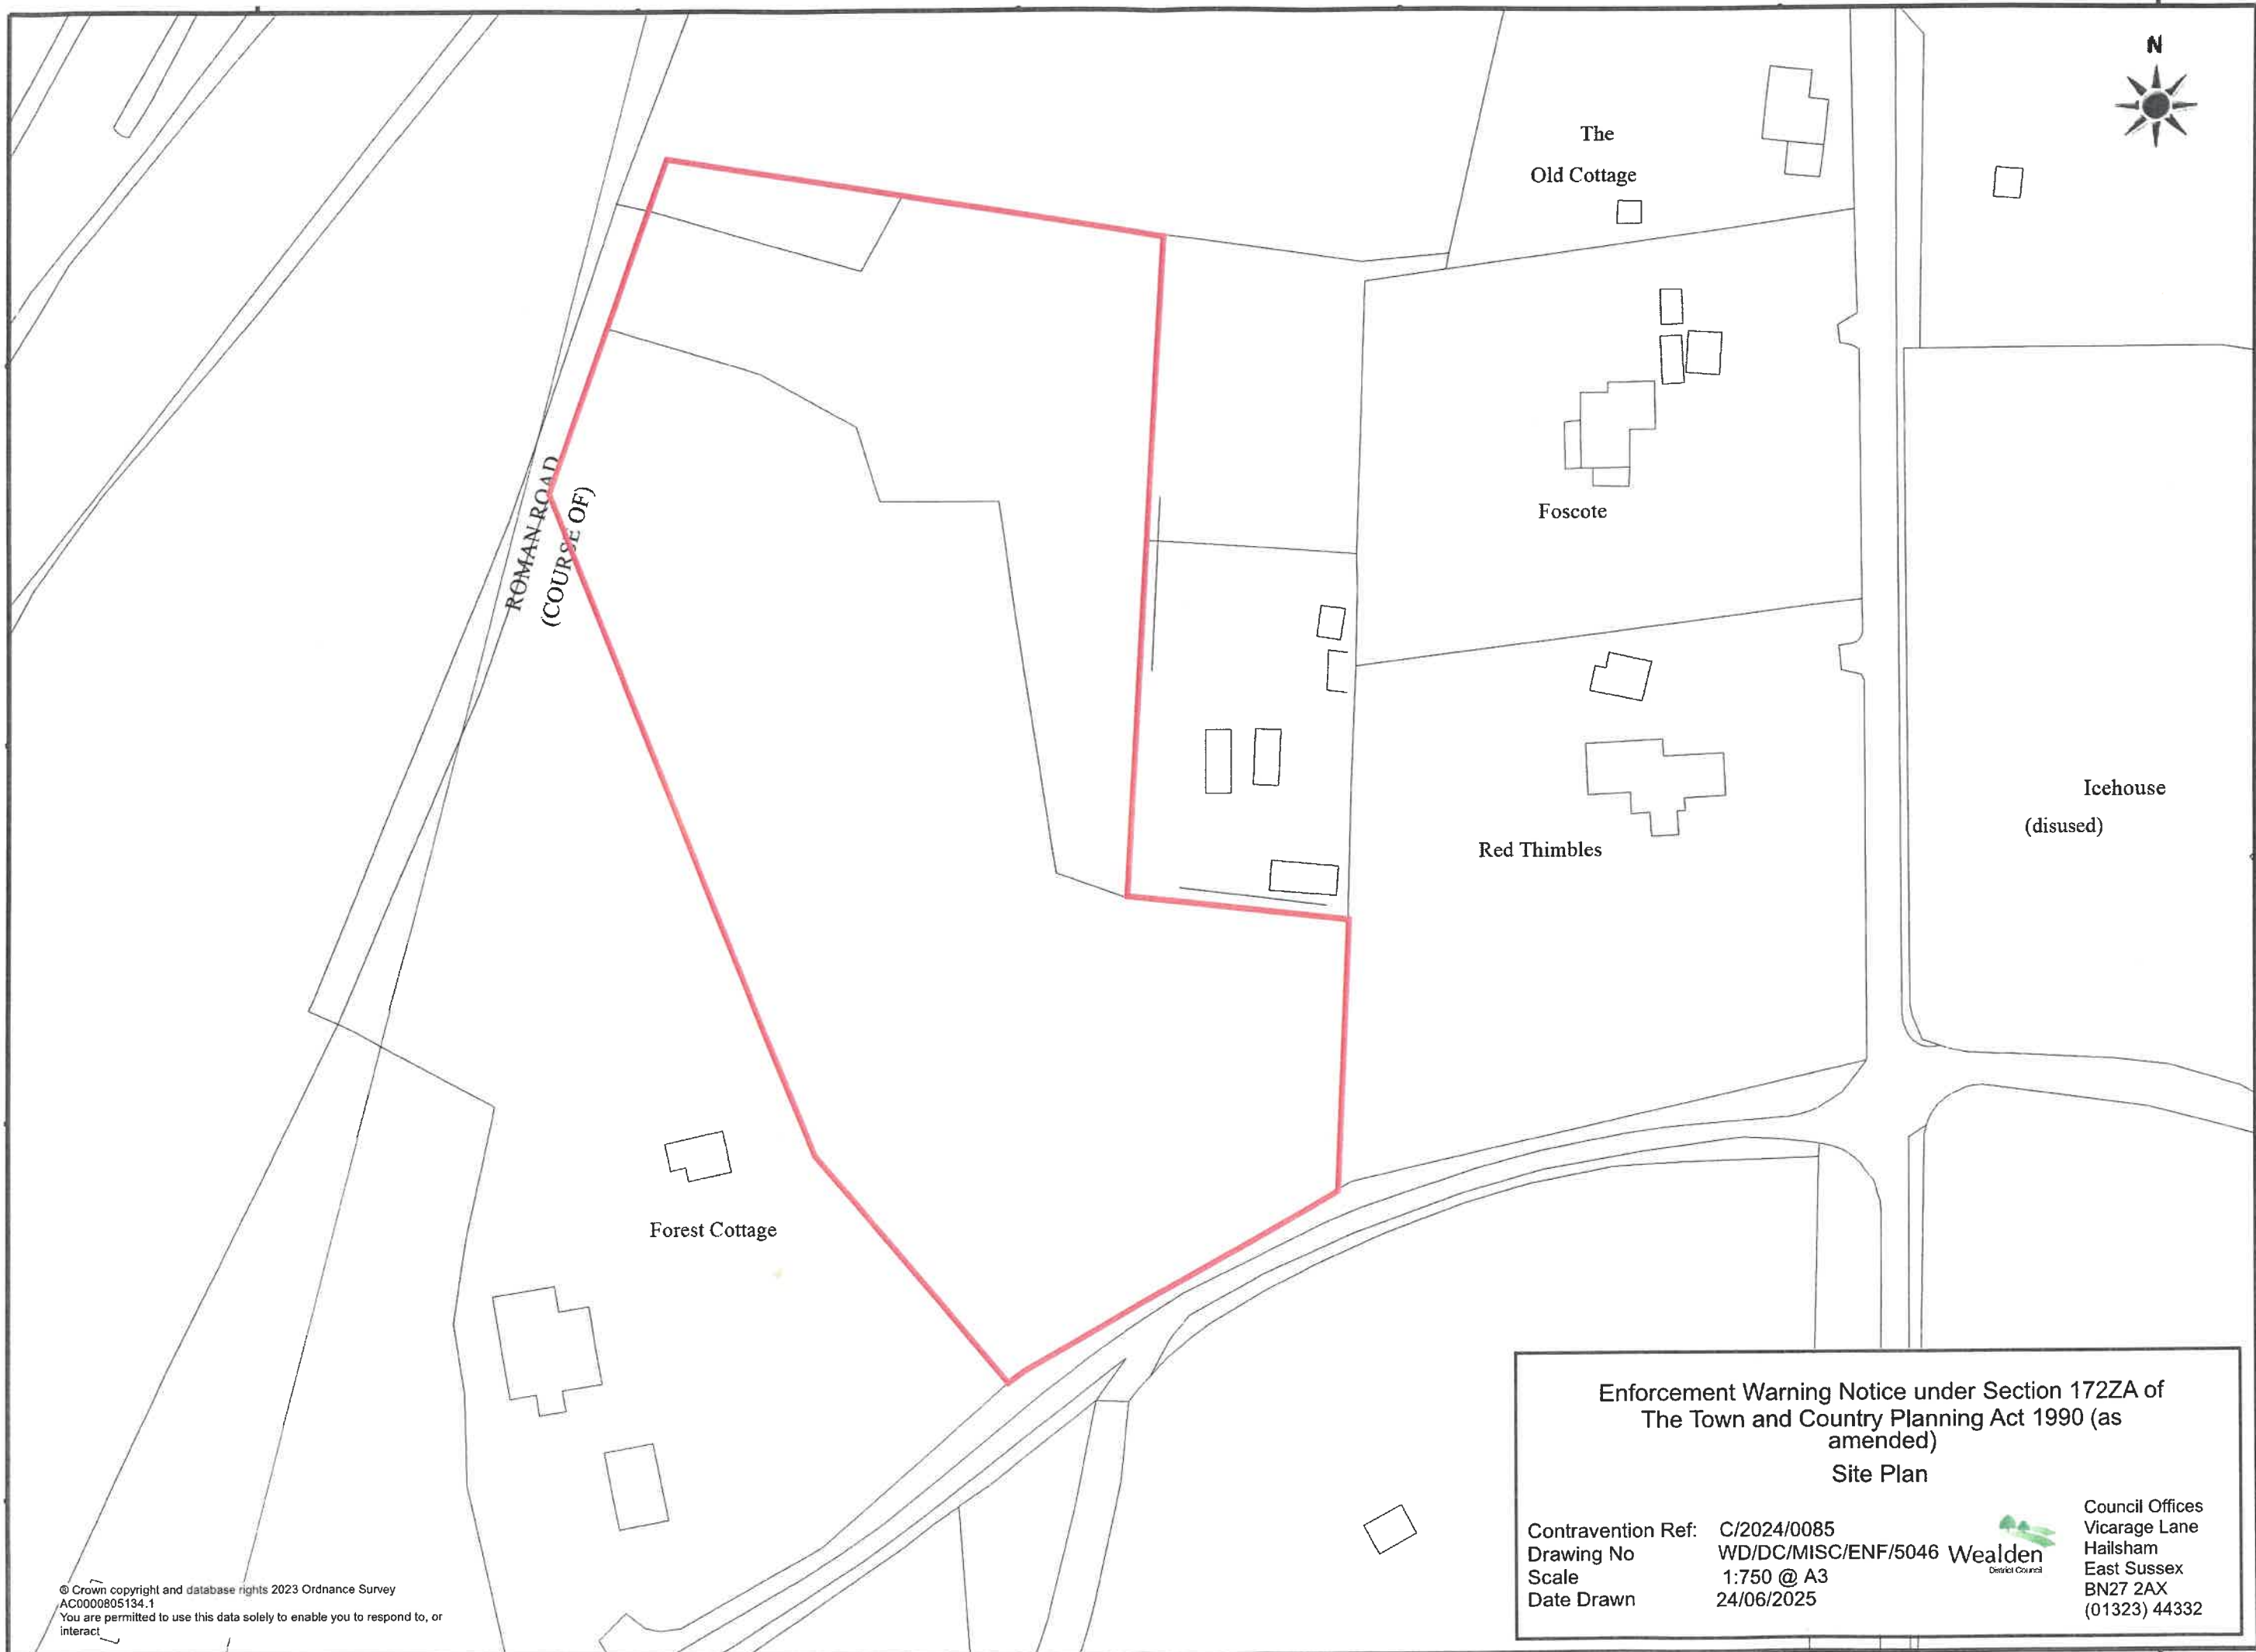 N
The
Old Cottage
ROMAN ROAD
(COURSE OF)
Foscote
Icehouse
(disused)
Red Thimbles
Forest Cottage
Enforcement Warning Notice under Section 172ZA of
The Town and Country Planning Act 1990 (as
amended)
Site Plan
Contravention Ref: C/2024/0085
Drawing No WD/DC/MISC/ENF/5046
Scale 1:750 @ A3
Date Drawn 24/06/2025
Wealden
District Council
Council Offices
Vicarage Lane
Hailsham
East Sussex
BN27 2AX
(01323) 44332
© Crown copyright and database rights 2023 Ordnance Survey
AC0000805134.1
You are permitted to use this data solely to enable you to respond to, or
interact